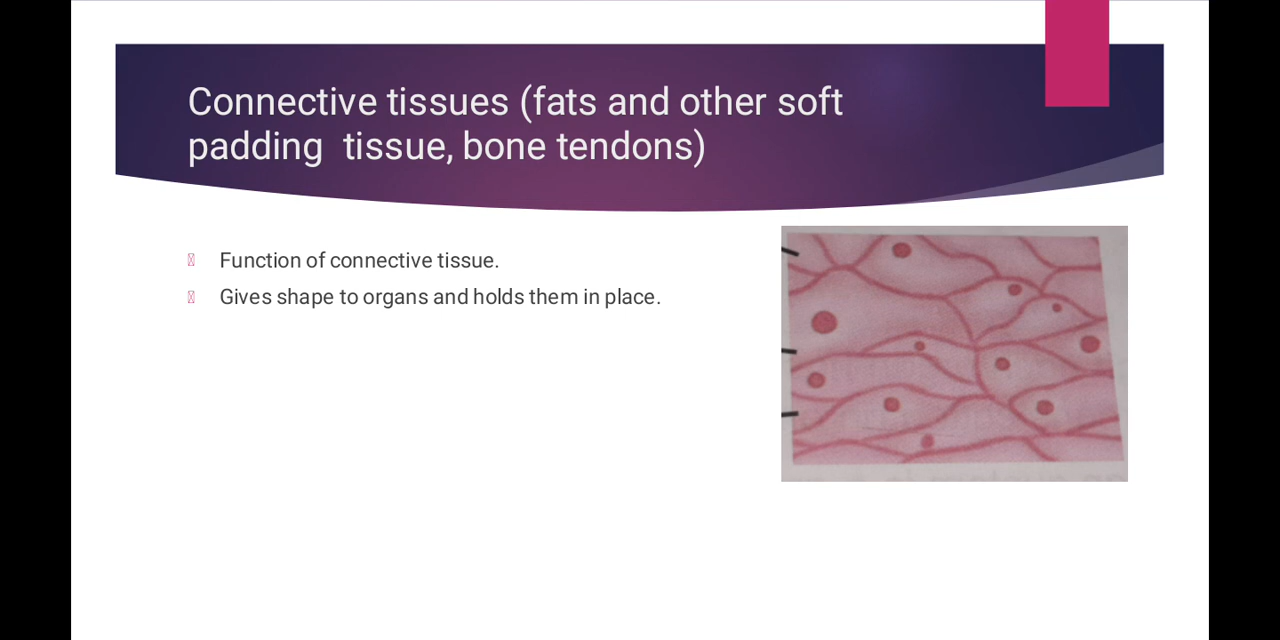 Connective tissues (fats and other soft
padding  tissue, bone tendons)
Function of connective tissue.
Gives shape to organs and holds them in place.